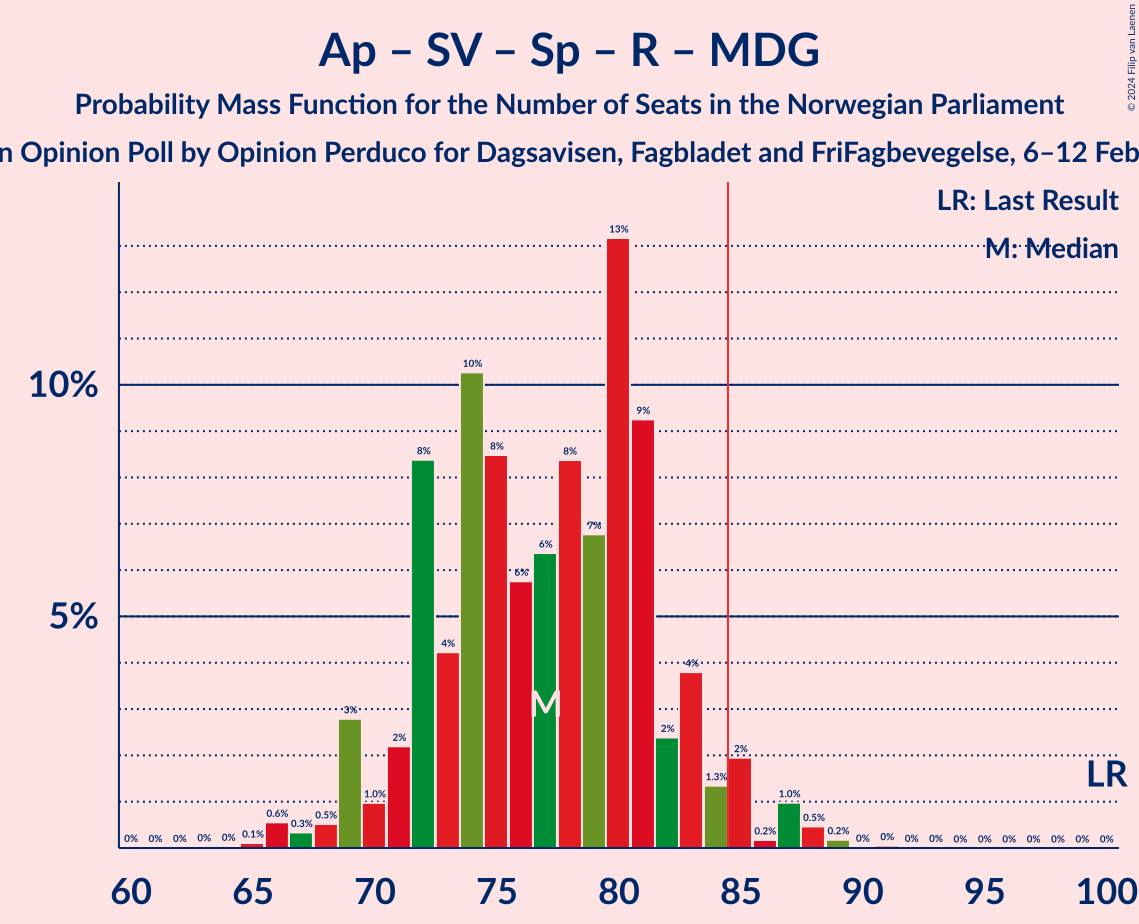 Ap – SV – Sp – R – MDG
Probability Mass Function for the Number of Seats in the Norwegian Parliament
n Opinion Poll by Opinion Perduco for Dagsavisen, Fagbladet and FriFagbevegelse, 6–12 Feb
© 2024 Filip van Laenen
LR: Last Result
M: Median
10%
5%
0% 0% 0% 0% 0% 0.1% 0.6% 0.3% 0.5% 3% 1.0% 2% 8% 4% 10% 8% 6% 6% 8% 7% 13% 9% 2% 4% 1.3% 2% 0.2% 1.0% 0.5% 0.2% 0% 0% 0% 0% 0% 0% 0% 0% 0% 0% 0%
M
LR
60 65 70 75 80 85 90 95 100